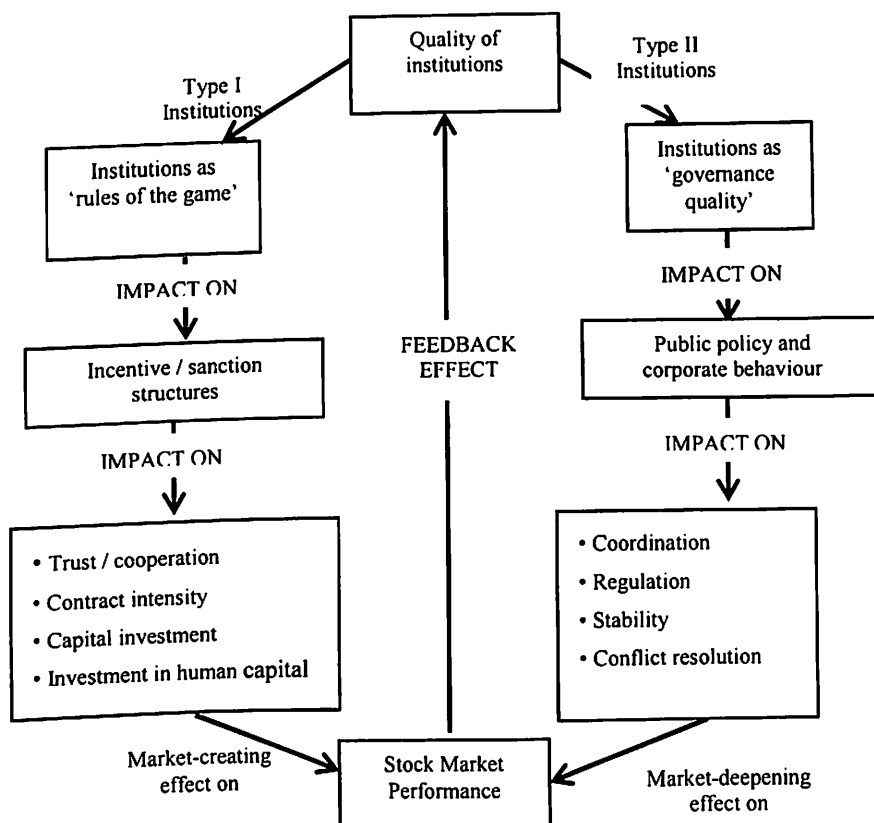 Quality of
institutions
Type I
Institutions
Type II
Institutions
Institutions as
‘rules of the game’
Institutions as
‘governance
quality’
IMPACT ON
IMPACT ON
Incentive / sanction
structures
FEEDBACK
EFFECT
Public policy and
corporate behaviour
IMPACT ON
IMPACT ON
• Trust / cooperation
• Contract intensity
• Capital investment
• Investment in human capital
• Coordination
• Regulation
• Stability
• Conflict resolution
Market-creating
effect on
Stock Market
Performance
Market-deepening
effect on